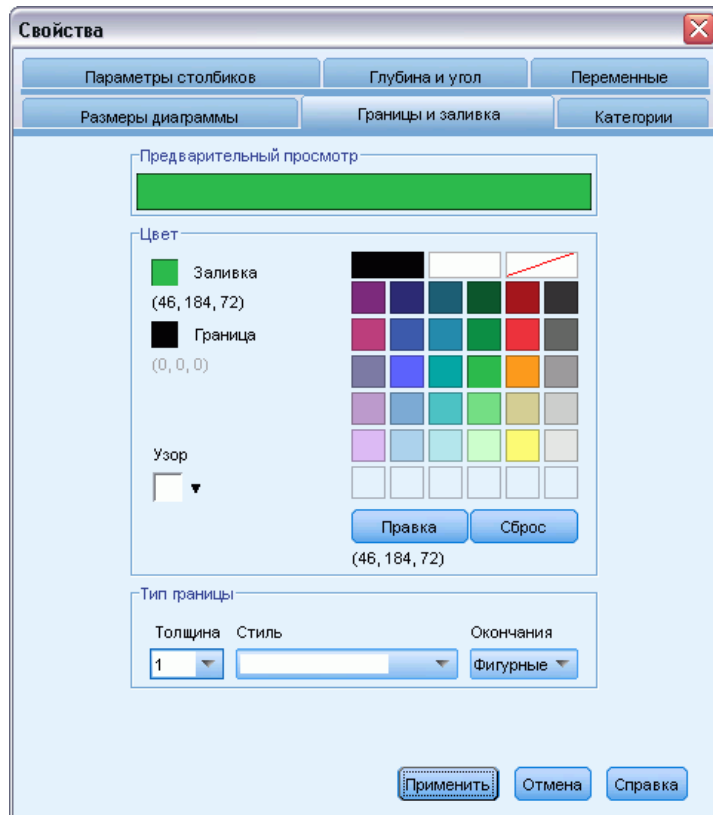 Свойства
Параметры столбиков Глубина и угол Переменные
Размеры диаграммы Границы и заливка Категории
Предварительный просмотр
Цвет
Заливка
(46, 184, 72)
Граница
(0, 0, 0)
Узор
Правка Сброс
(46, 184, 72)
Тип границы
Толщина Стиль Окончания
1 Фигурные
Применить Отмена Справка